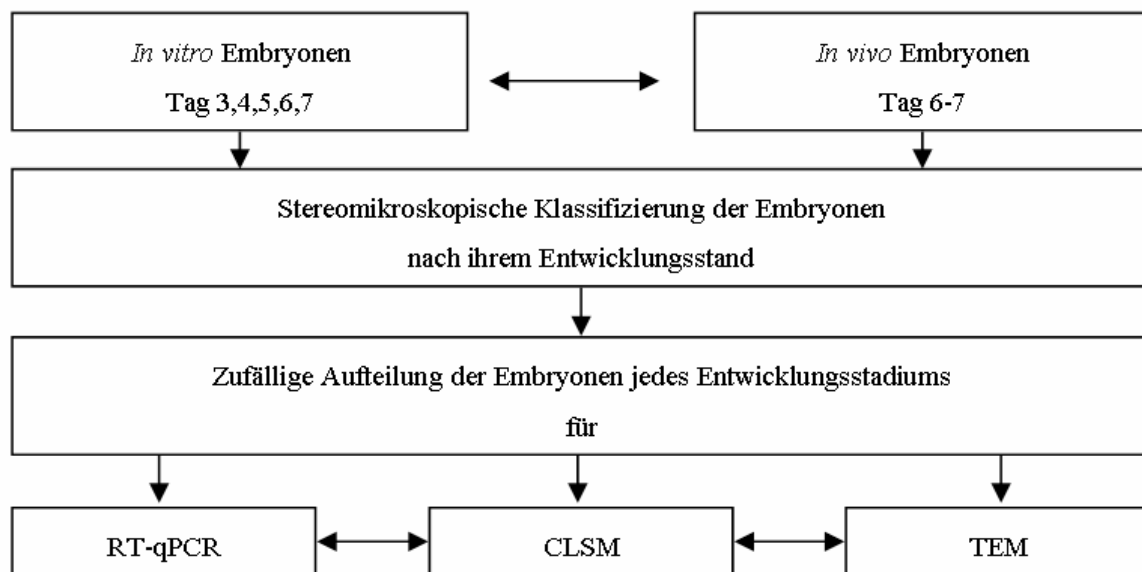 In vitro Embryonen
Tag 3,4,5,6,7
In vivo Embryonen
Tag 6-7
Stereomikroskopische Klassifizierung der Embryonen
nach ihrem Entwicklungsstand
Zufällige Aufteilung der Embryonen jedes Entwicklungsstadiums
für
RT-qPCR
CLSM
TEM